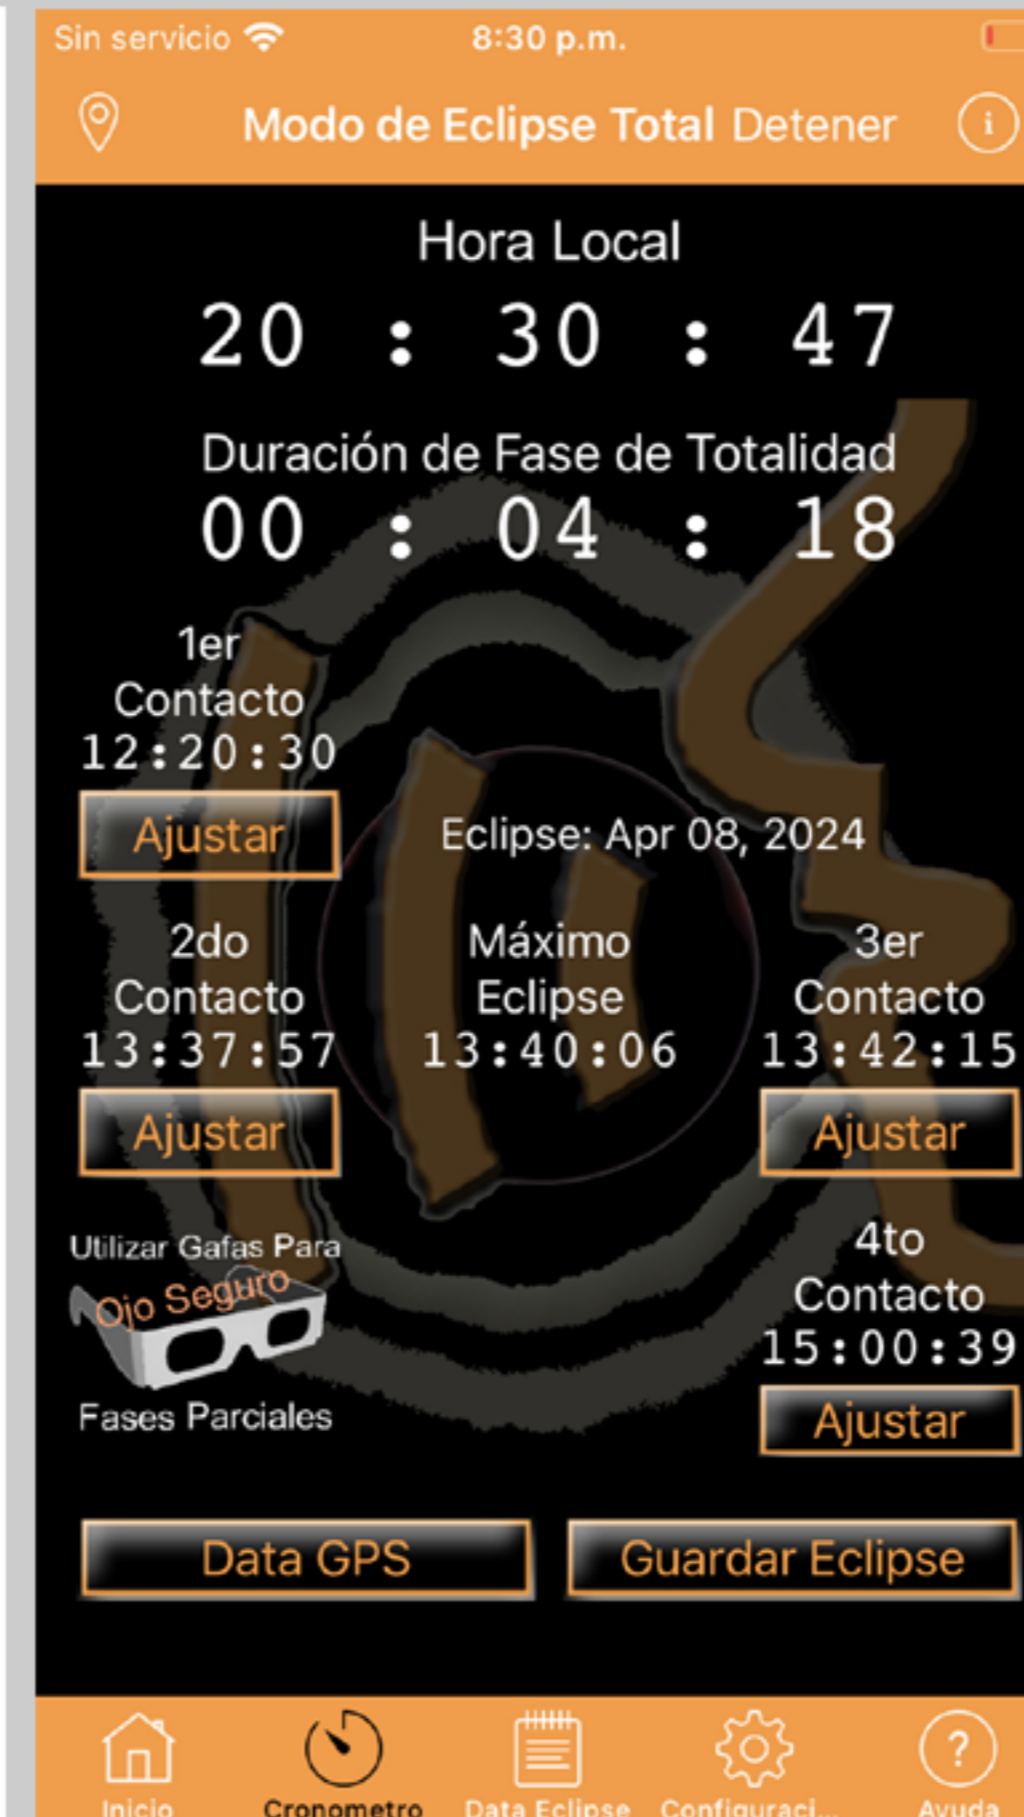 Sin servicio 8:30 p.m.
Modo de Eclipse Total Detener
Hora Local
20 : 30 : 47
Duración de Fase de Totalidad
00 : 04 : 18
1er
Contacto
12:20:30
Ajustar
Eclipse: Apr 08, 2024
2do
Contacto
13:37:57
Ajustar
Máximo
Eclipse
13:40:06
3er
Contacto
13:42:15
Ajustar
Utilizar Gafas Para
Ojo Seguro
Fases Parciales
4to
Contacto
15:00:39
Ajustar
Data GPS
Guardar Eclipse
Inicio
Cronometro
Data Eclipse
Configuraci...
Ayuda